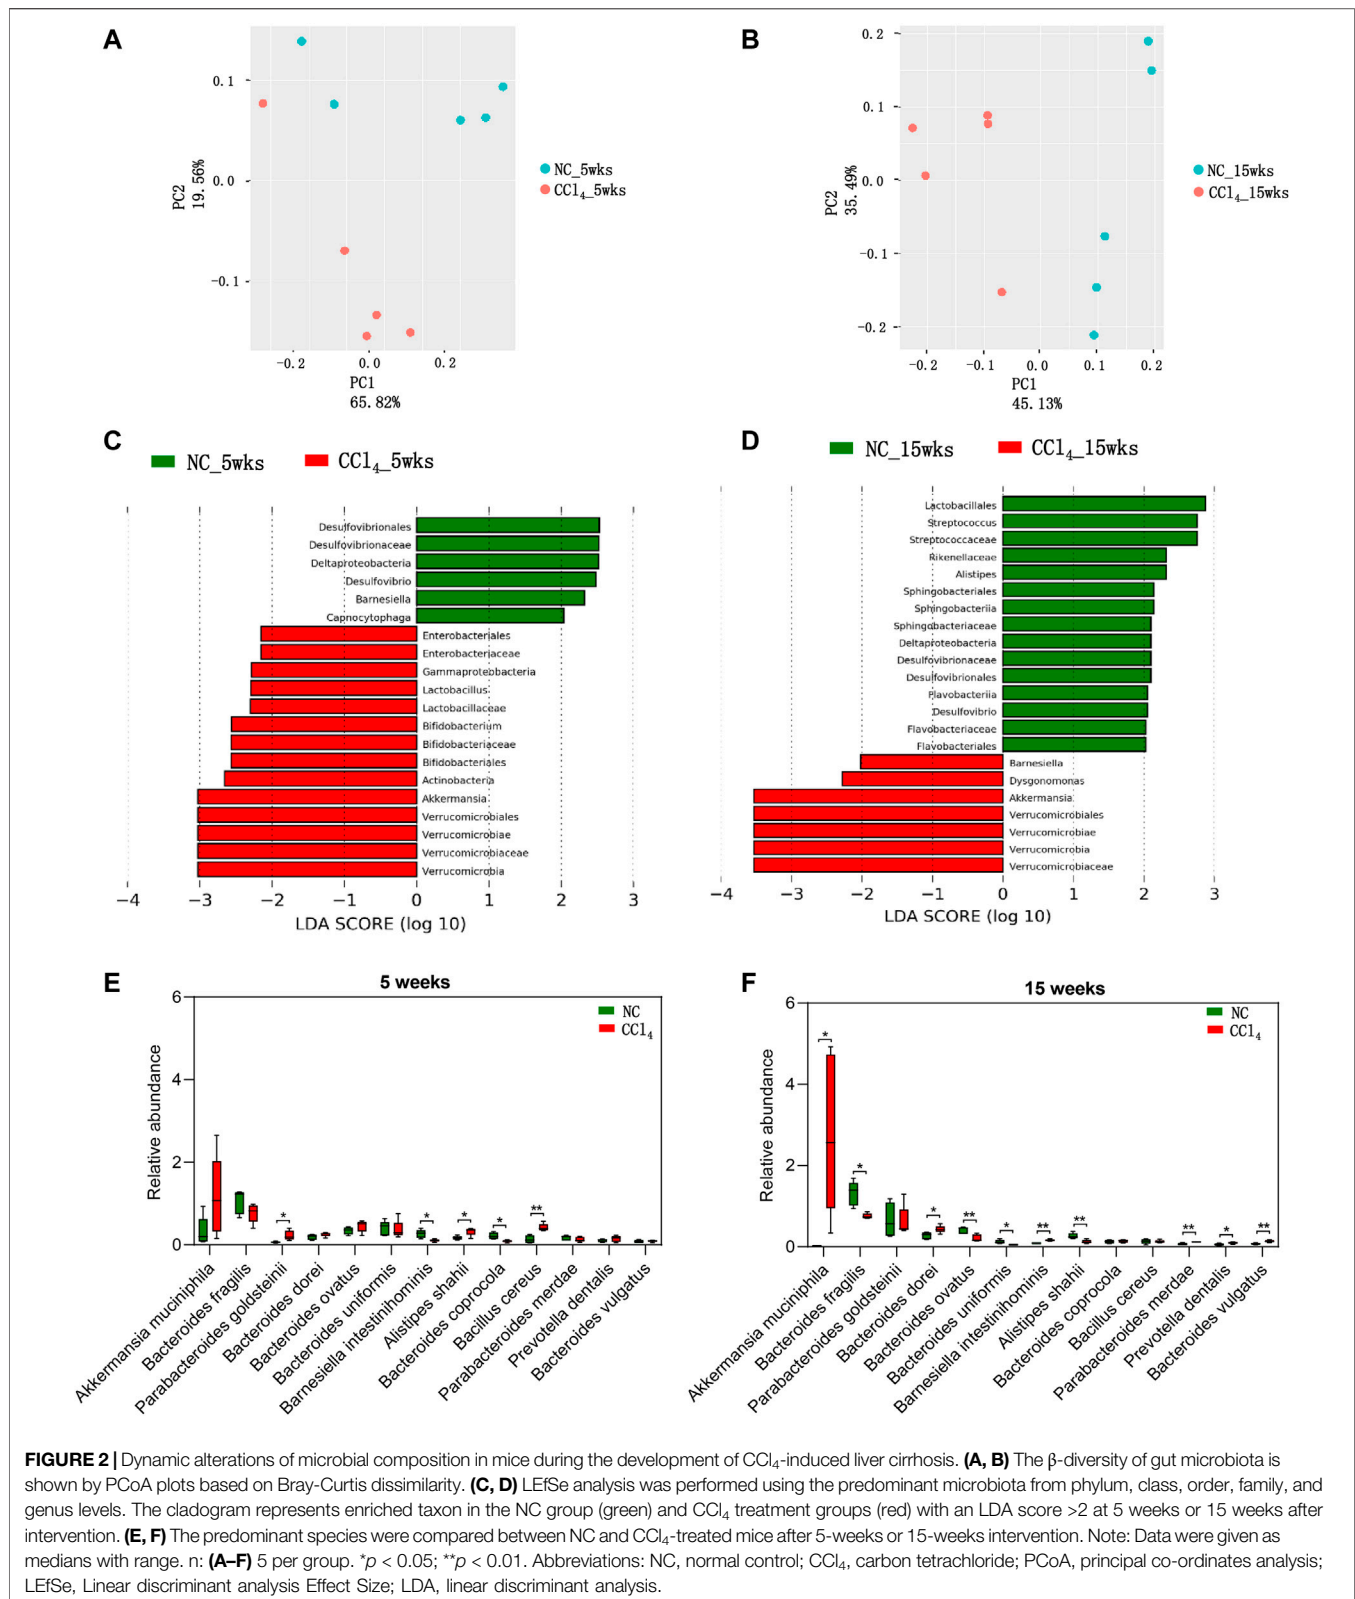 A
0.1
0.0
-0.1
PC2
19.56%
-0.2
0.0
0.2
PC1
65.82%
NC_5wks
CCl4_5wks
B
0.2
0.1
0.0
-0.1
-0.2
PC2
35.49%
-0.2
-0.1
0.0
0.1
0.2
PC1
45.13%
NC_15wks
CCl4_15wks
C
NC_5wks
CCl4_5wks
Desulfovibrionales
Desulfovibrionaceae
Deltaproteobacteria
Desulfovibrio
Barnesiella
Capnocytophaga
Enterobacteriales
Enterobacteriaceae
Gammaproteobacteria
Lactobacillus
Lactobacillaceae
Bifidobacterium
Bifidobacteriaceae
Bifidobacteriales
Actinobacteria
Akkermansia
Verrucomicrobiales
Verrucomicrobiae
Verrucomicrobiaceae
Verrucomicrobia
−4 −3 −2 −1 0 1 2 3
LDA SCORE (log 10)
D
NC_15wks
CCl4_15wks
Lactobacillales
Streptococcus
Streptococcaceae
Rikenellaceae
Alistipes
Sphingobacteriales
Sphingobacteriia
Sphingobacteriaceae
Deltaproteobacteria
Desulfovibrionaceae
Desulfovibrionales
Flavobacteriia
Desulfovibrio
Flavobacteriaceae
Flavobacteriales
Barnesiella
Dysgonomonas
Akkermansia
Verrucomicrobiales
Verrucomicrobiae
Verrucomicrobia
Verrucomicrobiaceae
−4 −3 −2 −1 0 1 2 3
LDA SCORE (log 10)
E
5 weeks
NC
CCl4
Relative abundance
6
4
2
0
*
*
*
*
**
Akkermansia muciniphila
Bacteroides fragilis
Parabacteroides goldsteinii
Bacteroides dorei
Bacteroides ovatus
Bacteroides uniformis
Barnesiella intestinihominis
Alistipes shahii
Bacteroides coprocola
Bacillus cereus
Parabacteroides merdae
Prevotella dentalis
Bacteroides vulgatus
F
15 weeks
NC
CCl4
Relative abundance
6
4
2
0
*
*
*
**
*
**
**
**
*
**
Akkermansia muciniphila
Bacteroides fragilis
Parabacteroides goldsteinii
Bacteroides dorei
Bacteroides ovatus
Bacteroides uniformis
Barnesiella intestinihominis
Alistipes shahii
Bacteroides coprocola
Bacillus cereus
Parabacteroides merdae
Prevotella dentalis
Bacteroides vulgatus
FIGURE 2 | Dynamic alterations of microbial composition in mice during the development of CCl4-induced liver cirrhosis. (A, B) The β-diversity of gut microbiota is
shown by PCoA plots based on Bray-Curtis dissimilarity. (C, D) LEfSe analysis was performed using the predominant microbiota from phylum, class, order, family, and
genus levels. The cladogram represents enriched taxon in the NC group (green) and CCl4 treatment groups (red) with an LDA score >2 at 5 weeks or 15 weeks after
intervention. (E, F) The predominant species were compared between NC and CCl4-treated mice after 5-weeks or 15-weeks intervention. Note: Data were given as
medians with range. n: (A–F) 5 per group. *p < 0.05; **p < 0.01. Abbreviations: NC, normal control; CCl4, carbon tetrachloride; PCoA, principal co-ordinates analysis;
LEfSe, Linear discriminant analysis Effect Size; LDA, linear discriminant analysis.